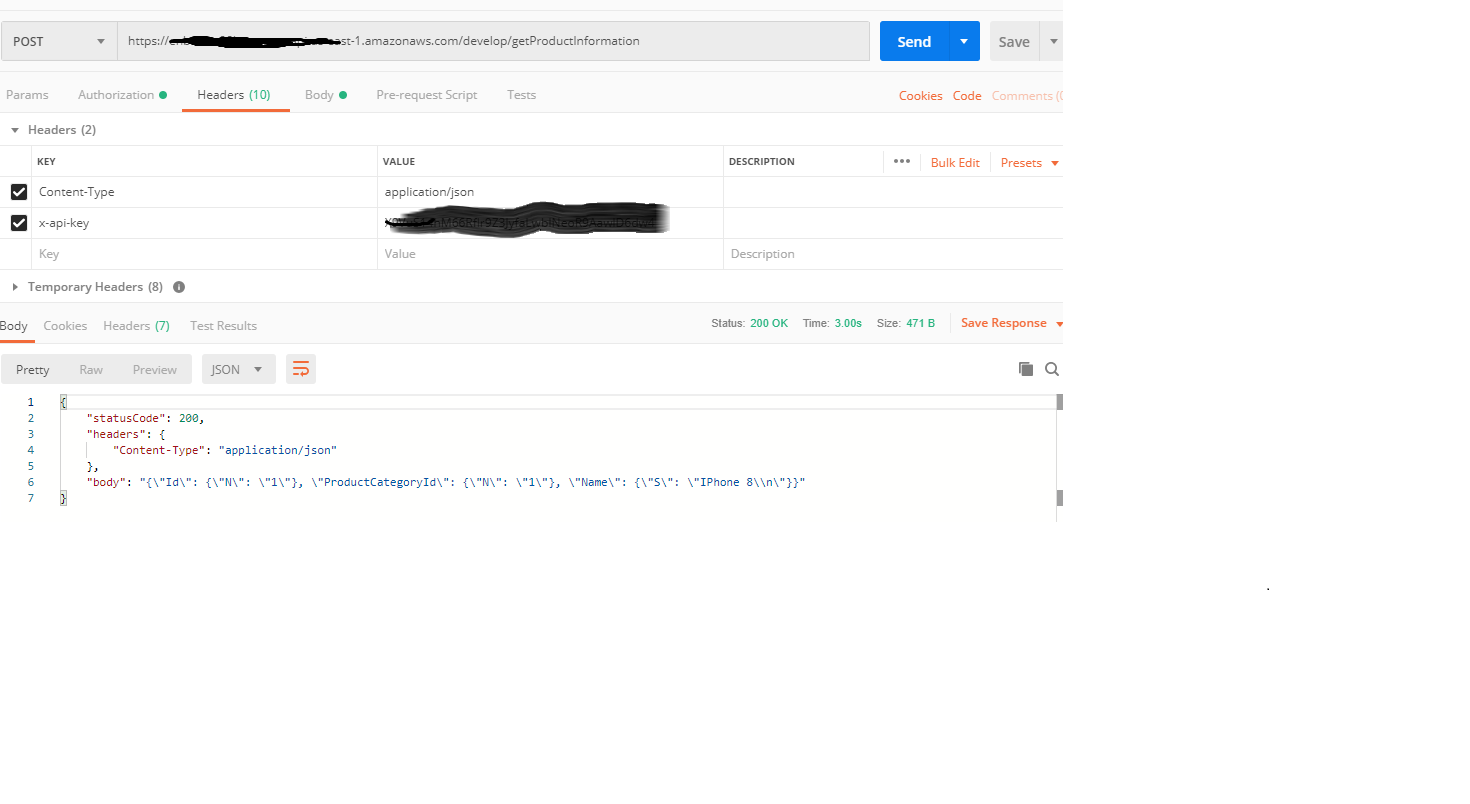 POST https:// ast-1.amazonaws.com/develop/getProductInformation Send Save
Params Authorization Headers (10) Body Pre-request Script Tests Cookies Code Comments (0
Headers (2)
KEY VALUE DESCRIPTION ••• Bulk Edit Presets
Content-Type application/json
x-api-key
Key Value Description
Temporary Headers (8) i
Body Cookies Headers (7) Test Results Status: 200 OK Time: 3.00s Size: 471 B Save Response
Pretty Raw Preview JSON
1 {
2 "statusCode": 200,
3 "headers": {
4 "Content-Type": "application/json"
5 },
6 "body": "{\"Id\": {\"N\": \"1\"}, \"ProductCategoryId\": {\"N\": \"1\"}, \"Name\": {\"S\": \"IPhone 8\\n\"}}"
7 }